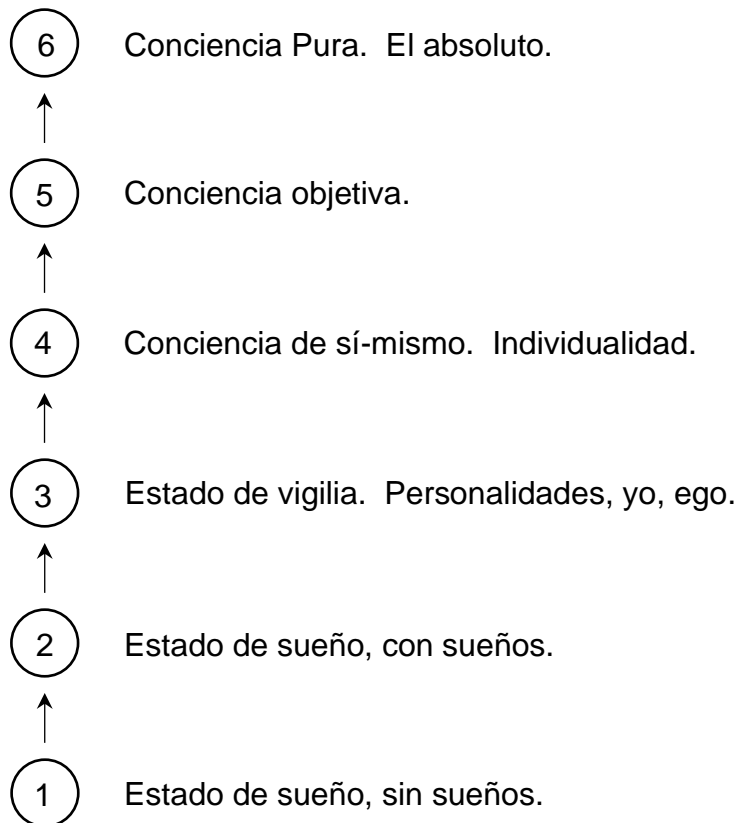 6 Conciencia Pura. El absoluto.
5 Conciencia objetiva.
4 Conciencia de sí-mismo. Individualidad.
3 Estado de vigilia. Personalidades, yo, ego.
2 Estado de sueño, con sueños.
1 Estado de sueño, sin sueños.